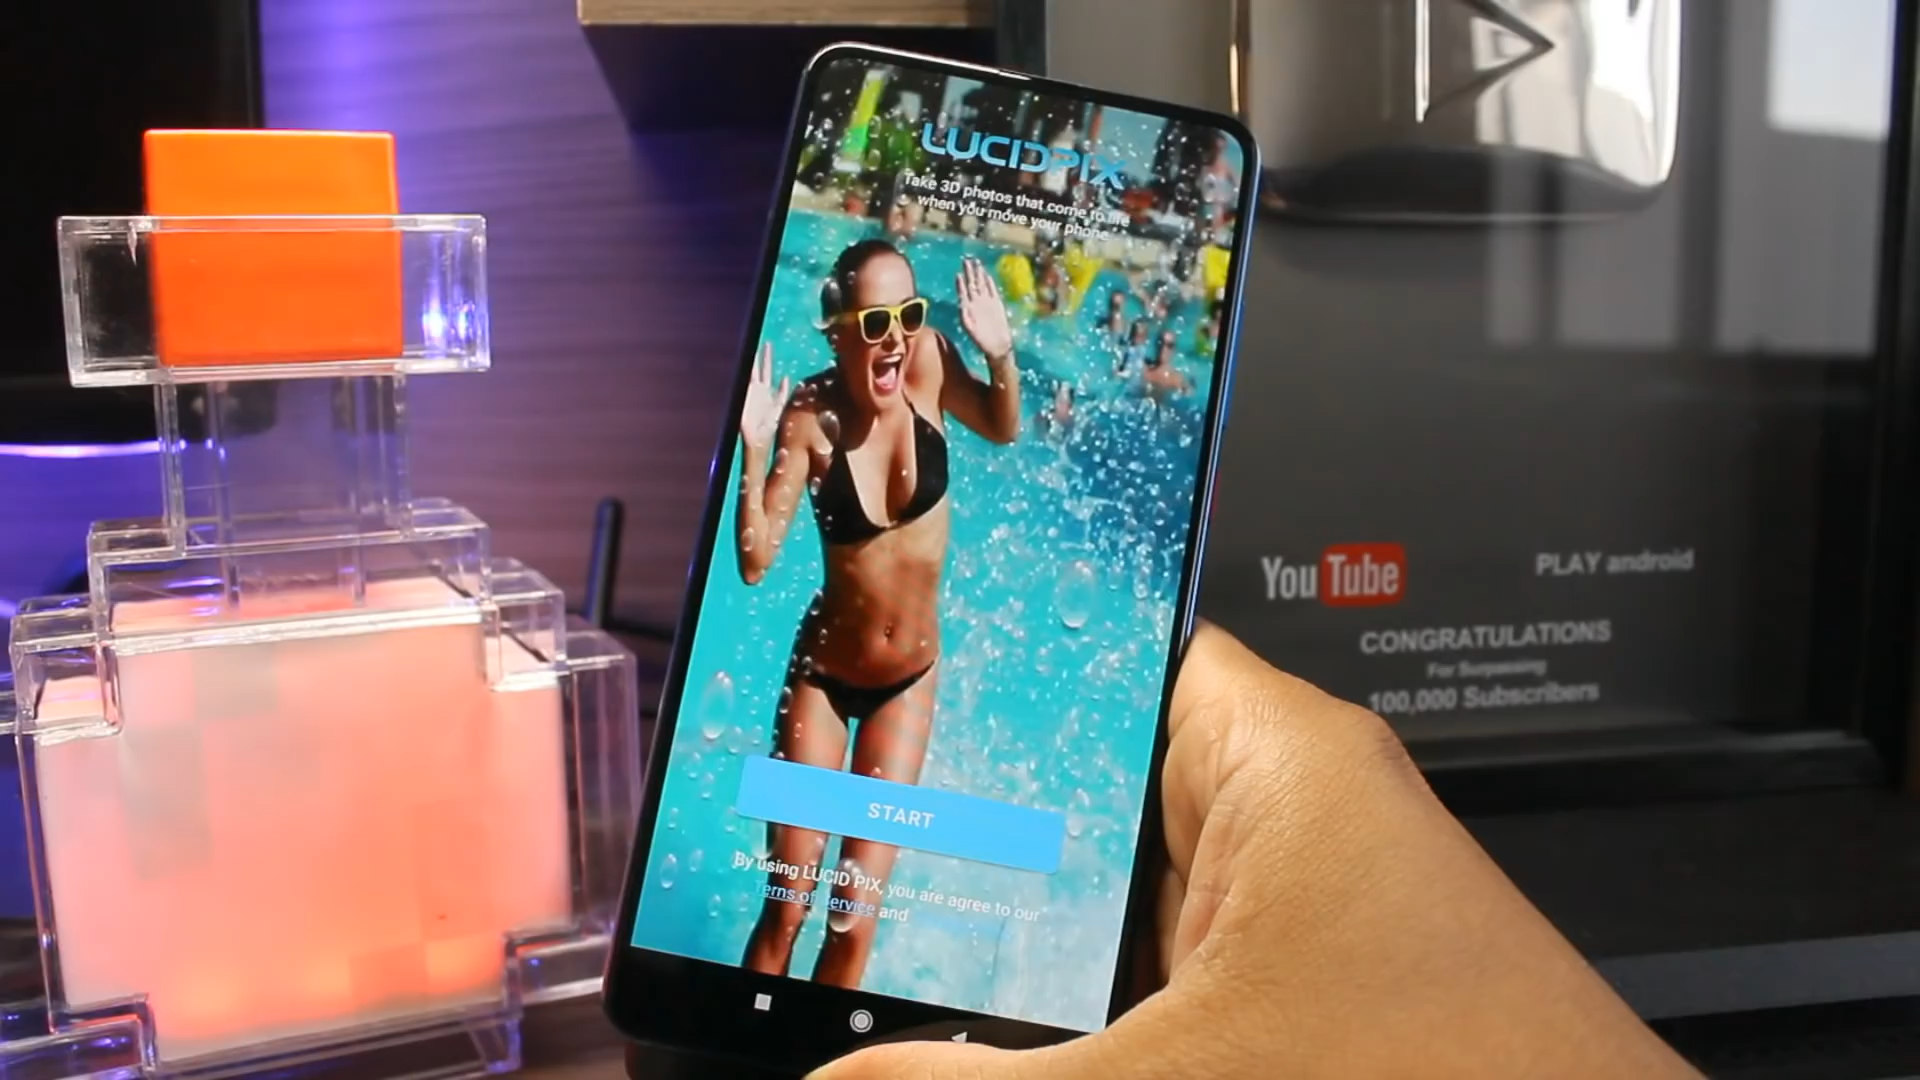 LUCIDPIX
Take 3D photos that come to life
when you move your phone
START
By using LUCID PIX, you are agree to our
Terms of Service and
YouTube
PLAY android
CONGRATULATIONS
For Surpassing
100,000 Subscribers